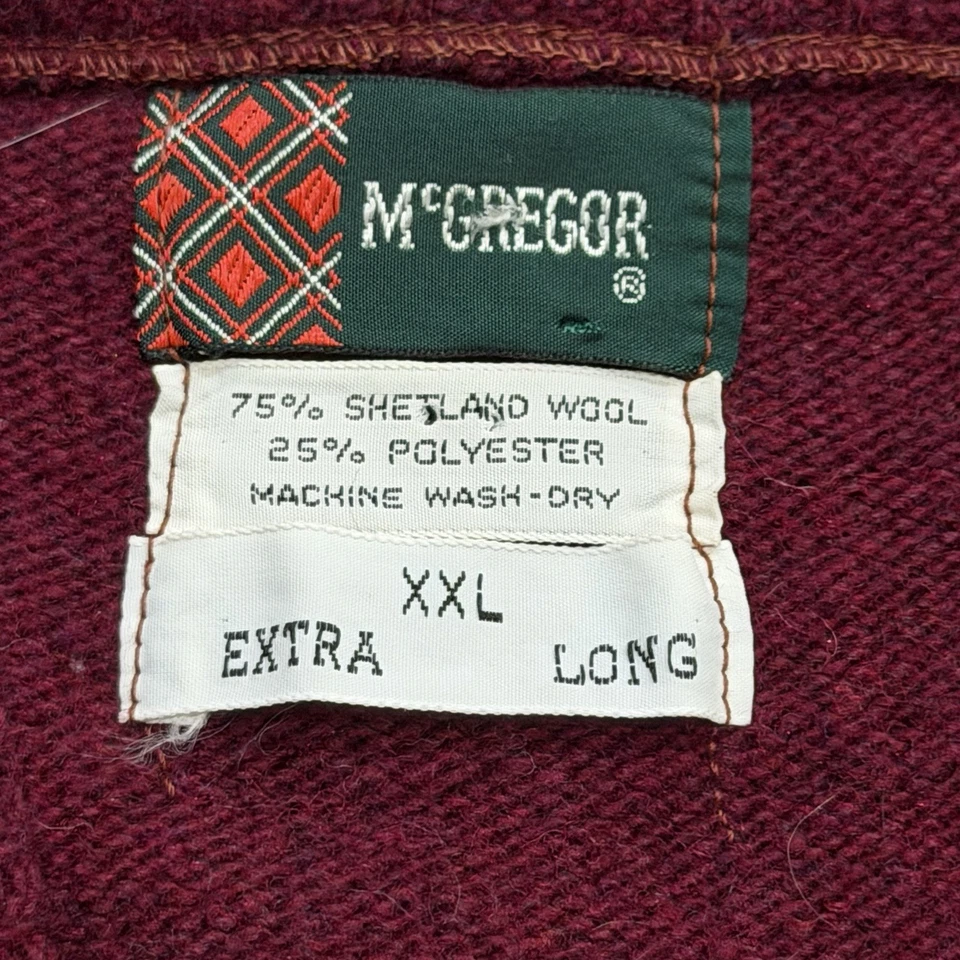 McGREGOR
®
75% SHETLAND WOOL
25% POLYESTER
MACHINE WASH-DRY
XXL
EXTRA LONG